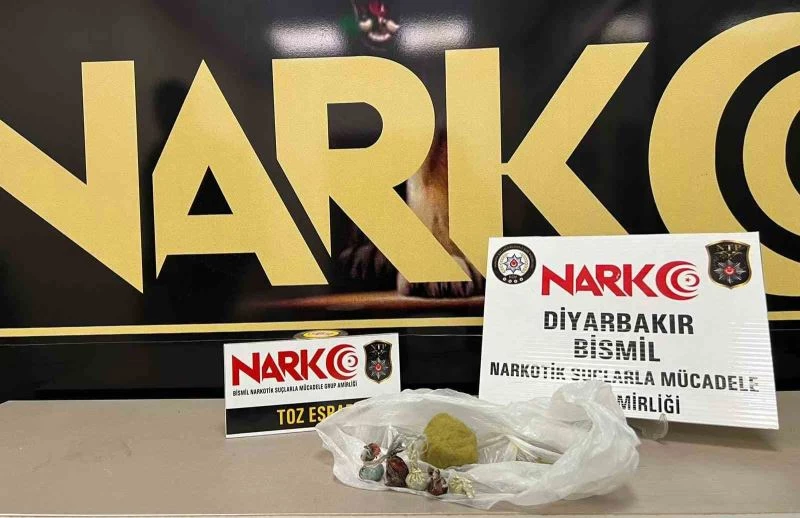 NARKO
NARKO
DİYARBAKIR
BİSMİL
NARKOTİK SUÇLARLA MÜCADELE
AMİRLİĞİ
NARKO
BİSMİL NARKOTİK SUÇLARLA MÜCADELE GRUP AMİRLİĞİ
TOZ